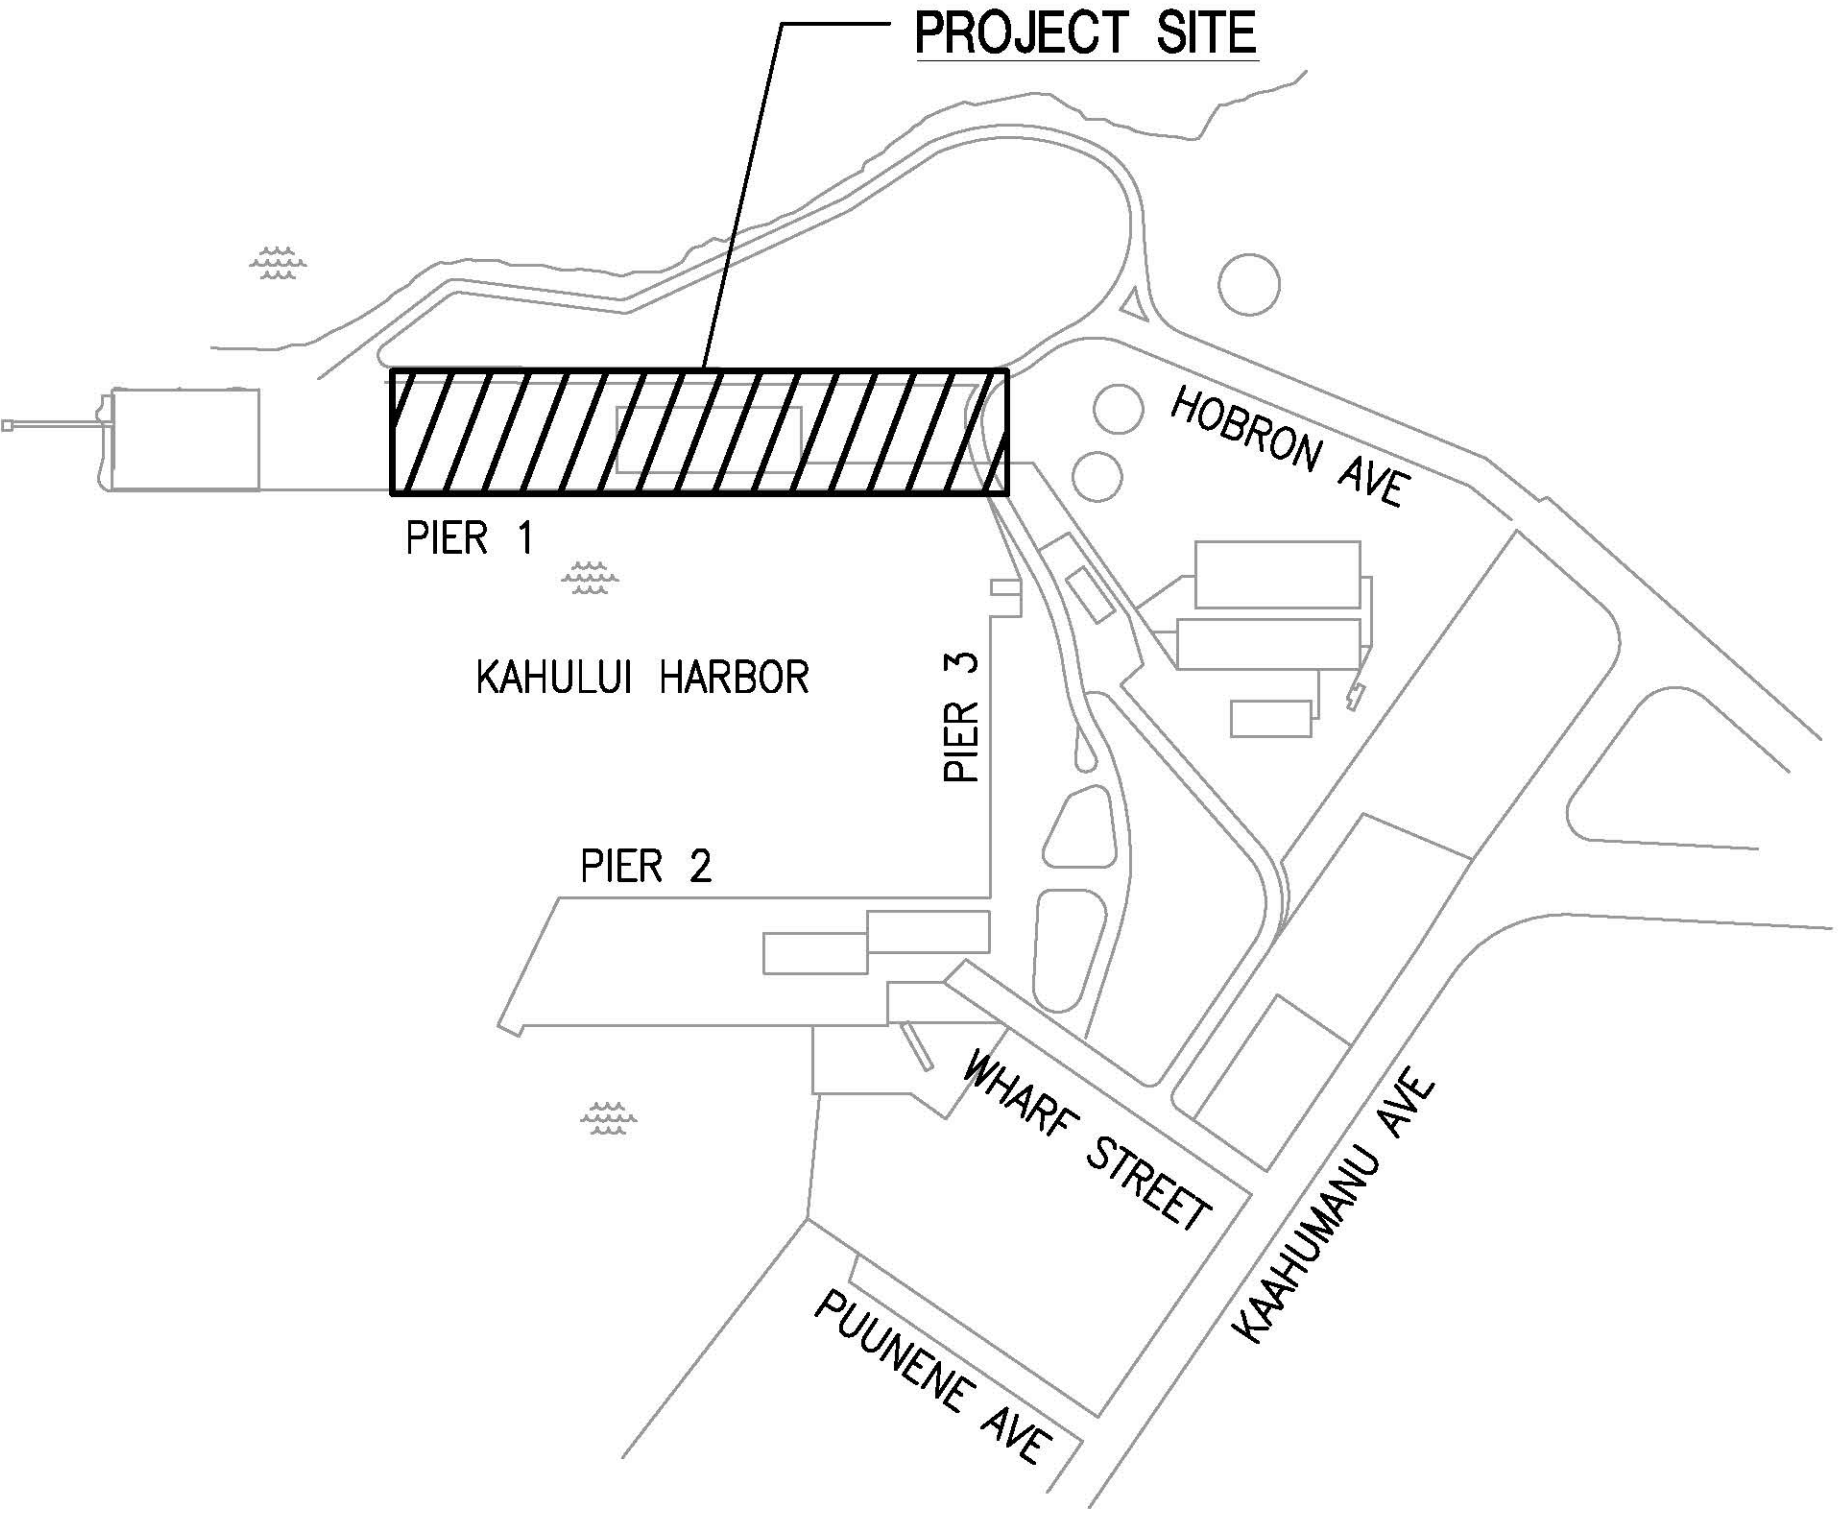 PROJECT SITE
HOBRON AVE
PIER 1
KAHULUI HARBOR
PIER 3
PIER 2
WHARF STREET
KAAHUMANU AVE
PUUNENE AVE